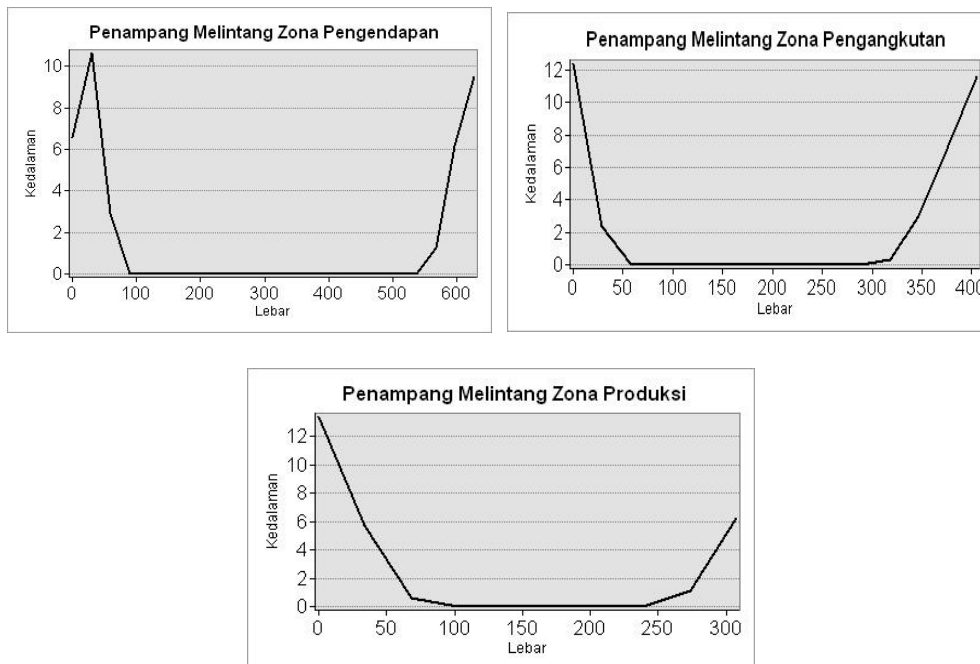 Penampang Melintang Zona Pengendapan
Kedalaman
10
8
6
4
2
0
0 100 200 300 400 500 600
Lebar
Penampang Melintang Zona Pengangkutan
Kedalaman
12
10
8
6
4
2
0
0 50 100 150 200 250 300 350 400
Lebar
Penampang Melintang Zona Produksi
Kedalaman
12
10
8
6
4
2
0
0 50 100 150 200 250 300
Lebar